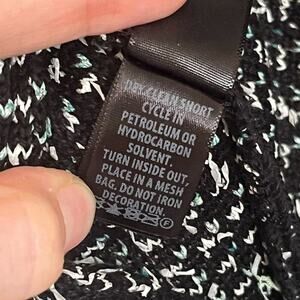 DRY CLEAN SHORT
CYCLE IN
PETROLEUM OR
HYDROCARBON
SOLVENT.
TURN INSIDE OUT,
PLACE IN A MESH
BAG. DO NOT IRON
DECORATION.
F